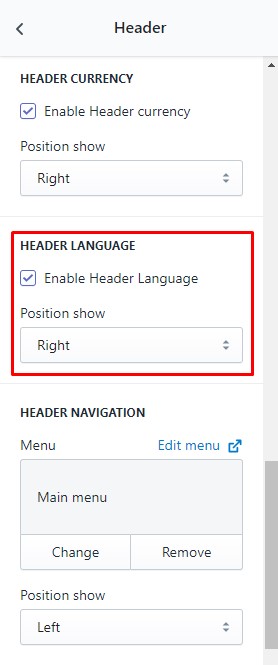 Header
HEADER CURRENCY
Enable Header currency
Position show
Right
HEADER LANGUAGE
Enable Header Language
Position show
Right
HEADER NAVIGATION
Menu Edit menu
Main menu
Change Remove
Position show
Left